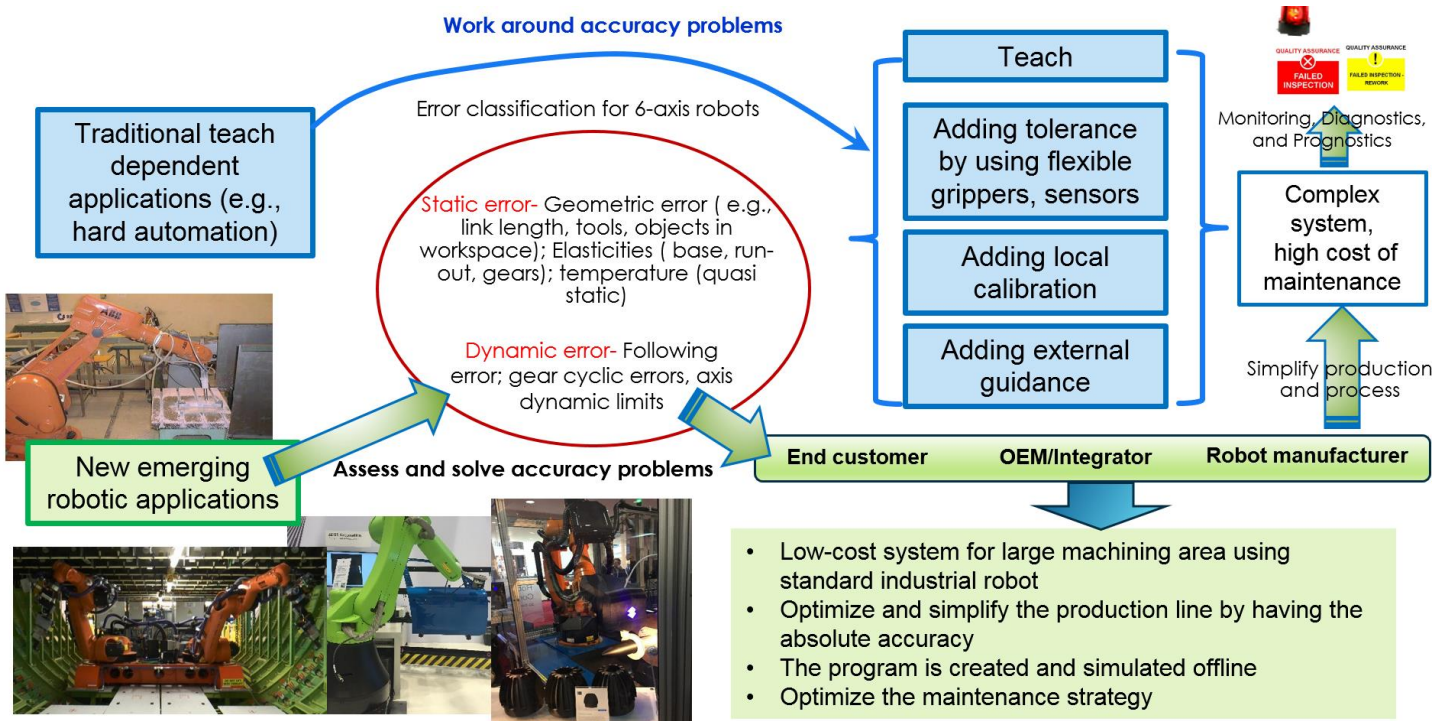 Work around accuracy problems
Traditional teach
dependent
applications (e.g.,
hard automation)
Error classification for 6-axis robots
Static error- Geometric error ( e.g.,
link length, tools, objects in
workspace); Elasticities ( base, run-
out, gears); temperature (quasi
static)
Dynamic error- Following
error; gear cyclic errors, axis
dynamic limits
Teach
Adding tolerance
by using flexible
grippers, sensors
Adding local
calibration
Adding external
guidance
QUALITY ASSURANCE
FAILED
INSPECTION
QUALITY ASSURANCE
!
FAILED INSPECTION -
REWORK
Monitoring, Diagnostics,
and Prognostics
Complex
system,
high cost of
maintenance
Simplify production
and process
ABB
New emerging
robotic applications
Assess and solve accuracy problems
End customer OEM/Integrator Robot manufacturer
• Low-cost system for large machining area using
standard industrial robot
• Optimize and simplify the production line by having the
absolute accuracy
• The program is created and simulated offline
• Optimize the maintenance strategy